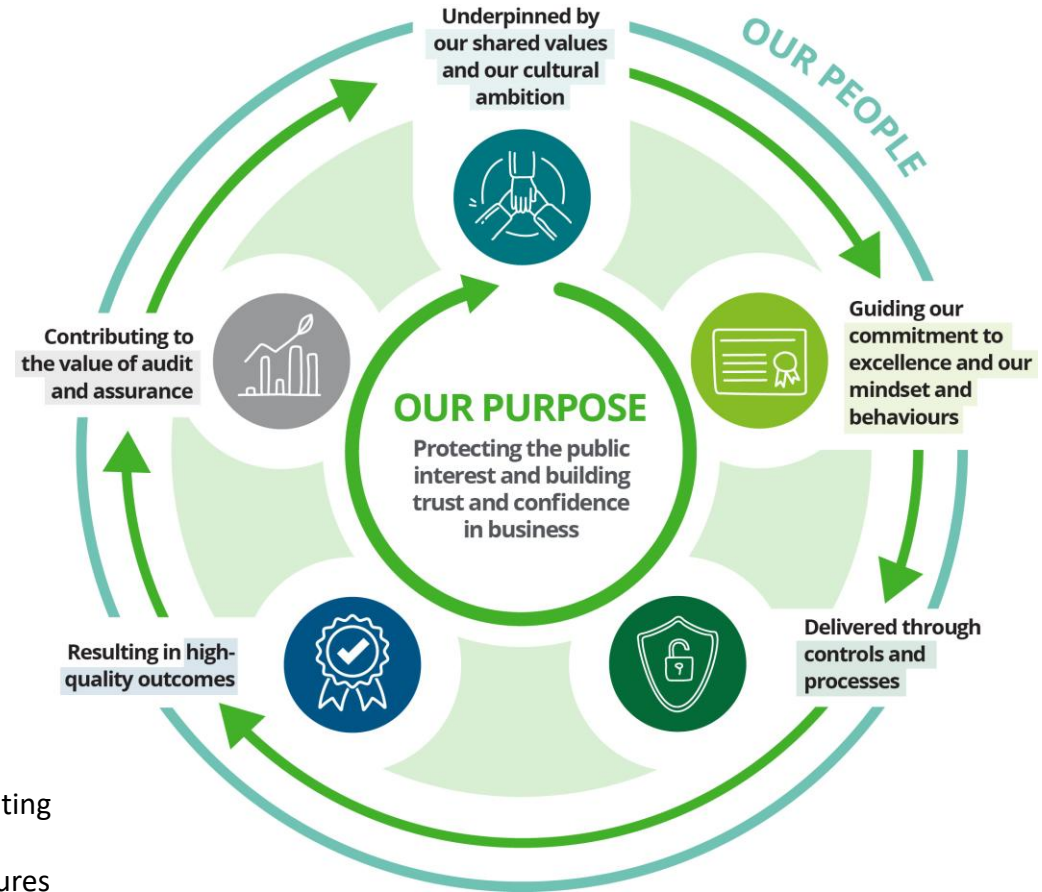 Underpinned by
our shared values
and our cultural
ambition
OUR PEOPLE
Guiding our
commitment to
excellence and our
mindset and
behaviours
Delivered through
controls and
processes
Resulting in high-
quality outcomes
Contributing to
the value of audit
and assurance
OUR PURPOSE
Protecting the public
interest and building
trust and confidence
in business
ting
ures